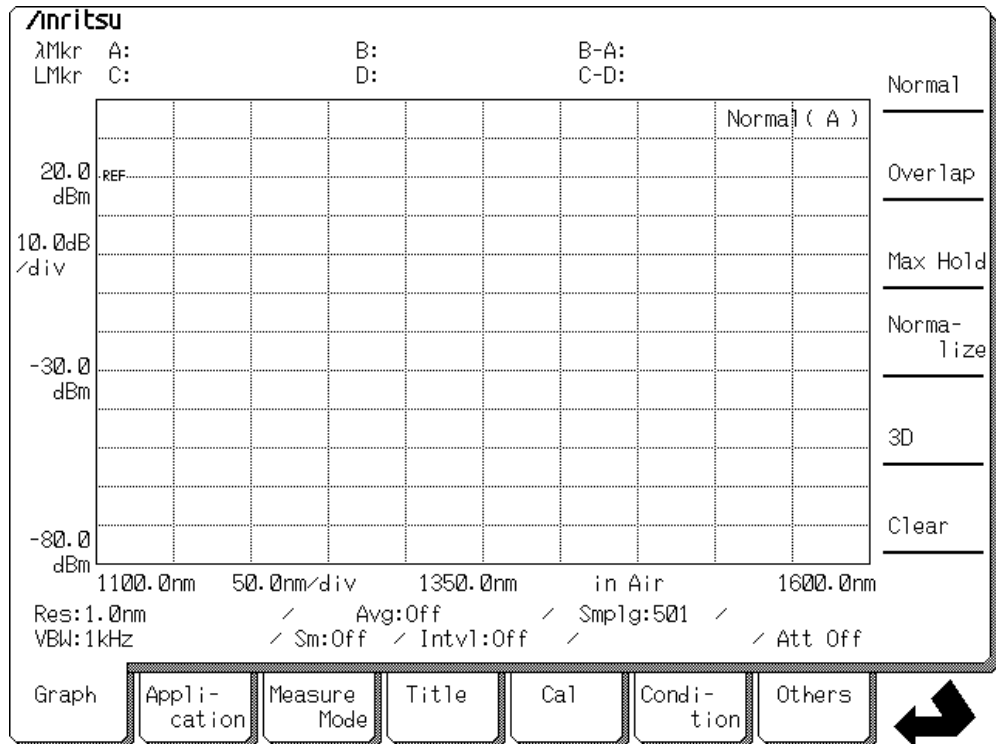 Anritsu
λMkr A: B: B-A:
LMkr C: D: C-D:
Normal
Normal( A )
20.0
REF
dBm
Overlap
10.0dB
/div
Max Hold
Norma-
lize
-30.0
dBm
3D
Clear
-80.0
dBm
1100.0nm 50.0nm/div 1350.0nm in Air 1600.0nm
Res:1.0nm / Avg:Off / Smplg:501 /
VBW:1kHz / Sm:Off / Intvl:Off / / Att Off
Graph
Appli-
cation
Measure
Mode
Title
Cal
Condi-
tion
Others